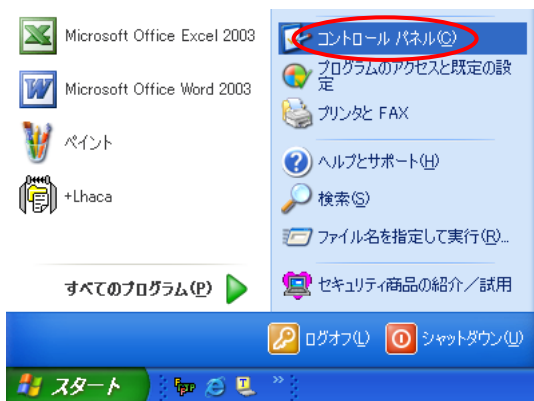 Microsoft Office Excel 2003
Microsoft Office Word 2003
ペイント
+Lhaca
すべてのプログラム(P)
コントロール パネル(C)
プログラムのアクセスと既定の設
定
プリンタと FAX
ヘルプとサポート(H)
検索(S)
ファイル名を指定して実行(R)...
セキュリティ商品の紹介／試用
ログオフ(L)
シャットダウン(U)
スタート